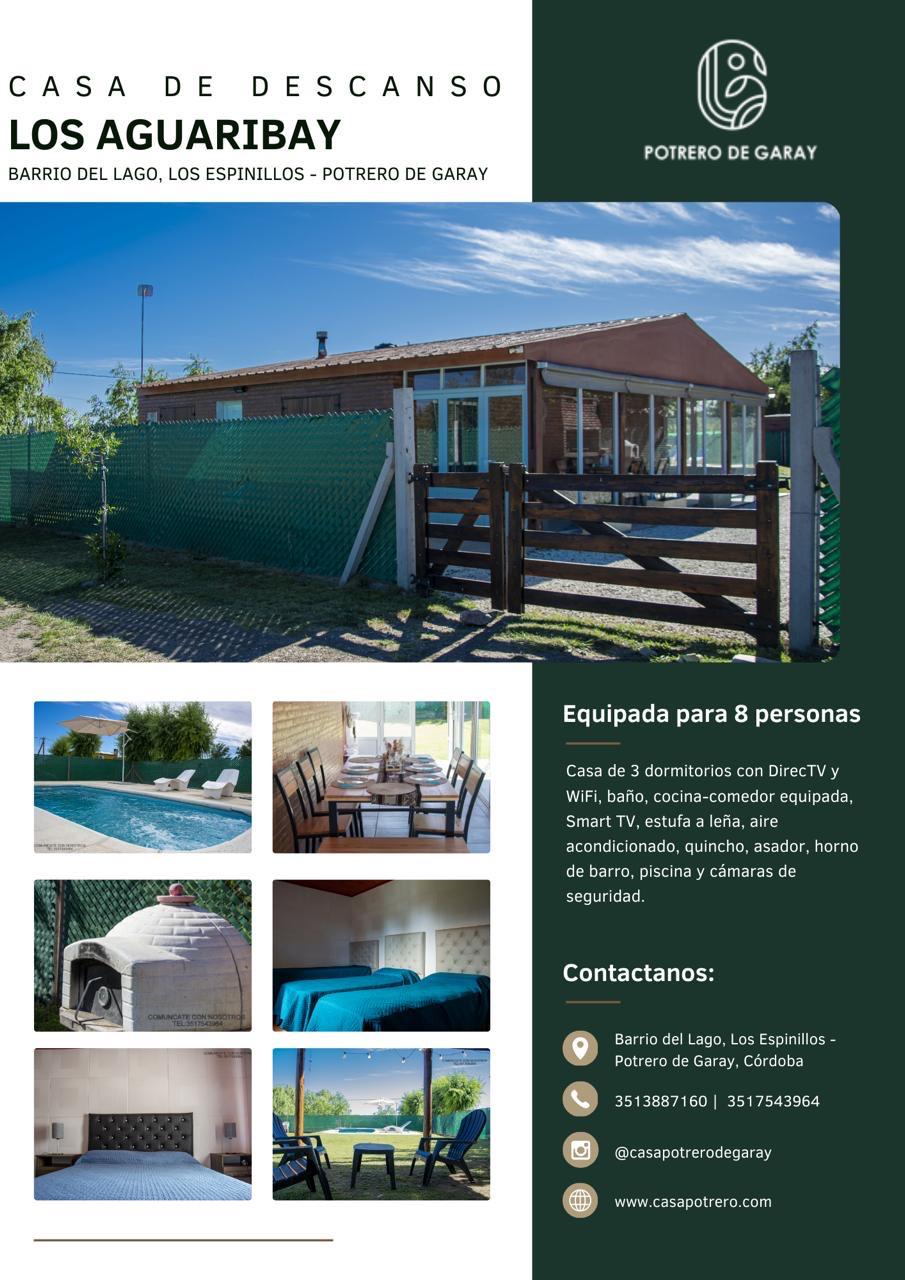 CASA DE DESCANSO
LOS AGUARIBAY
BARRIO DEL LAGO, LOS ESPINILLOS - POTRERO DE GARAY
POTRERO DE GARAY
Equipada para 8 personas
Casa de 3 dormitorios con DirecTV y
WiFi, baño, cocina-comedor equipada,
Smart TV, estufa a leña, aire
acondicionado, quincho, asador, horno
de barro, piscina y cámaras de
seguridad.
COMUNCATE CON NOSOTROS
TEL:3517543964
Contactanos:
Barrio del Lago, Los Espinillos -
Potrero de Garay, Córdoba
3513887160 | 3517543964
@casapotrerodegaray
www.casapotrero.com